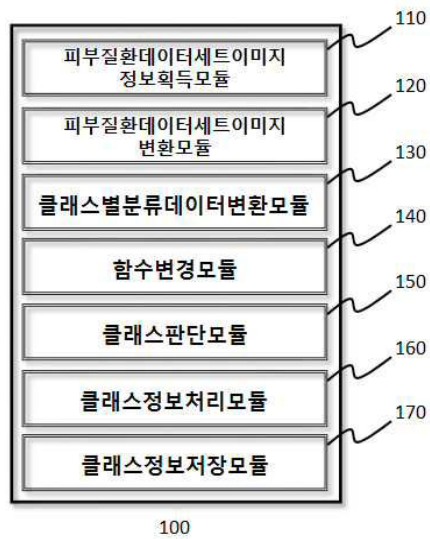 110
피부질환데이터세트이미지
정보획득모듈
120
피부질환데이터세트이미지
변환모듈
130
클래스별분류데이터변환모듈
140
함수변경모듈
150
클래스판단모듈
160
클래스정보처리모듈
170
클래스정보저장모듈
100